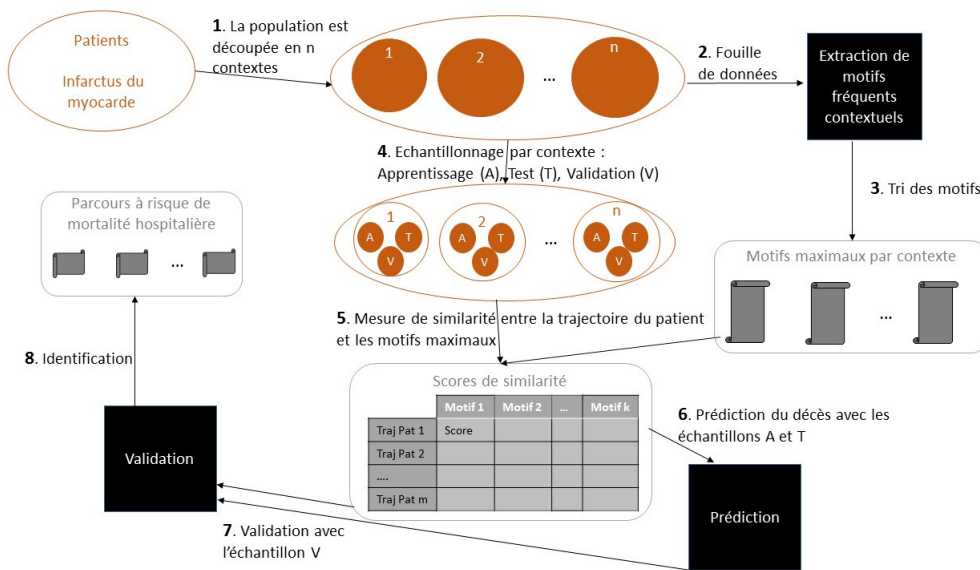 Patients
Infarctus du
myocarde
1. La population est
découpée en n
contextes
1
2
...
n
2. Fouille
de données
Extraction de
motifs
fréquents
contextuels
4. Echantillonnage par contexte :
Apprentissage (A), Test (T), Validation (V)
3. Tri des motifs
Parcours à risque de
mortalité hospitalière
...
1
A
T
V
2
A
T
V
...
n
A
T
V
Motifs maximaux par contexte
...
5. Mesure de similarité entre la trajectoire du patient
et les motifs maximaux
8. Identification
Scores de similarité
Motif 1 Motif 2 ... Motif k
Traj Pat 1 Score
Traj Pat 2
....
Traj Pat m
6. Prédiction du décès avec les
échantillons A et T
Validation
Prédiction
7. Validation avec
l'échantillon V